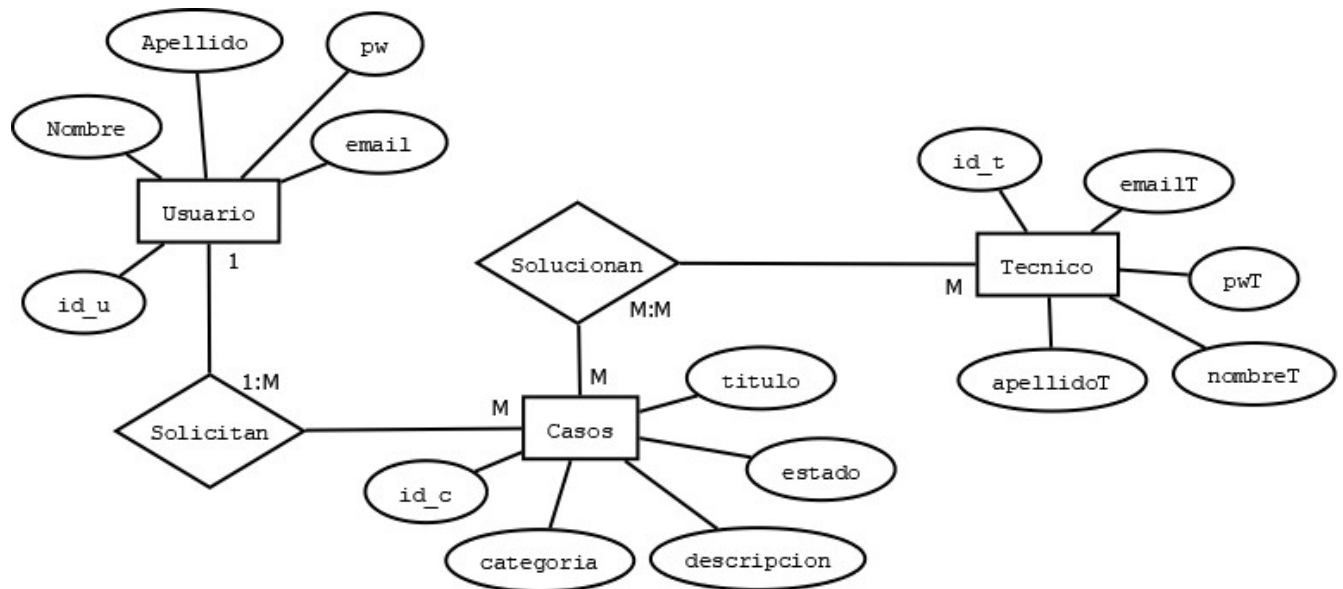 Apellido
pw
Nombre
email
Usuario
id_u
1
1:M
Solicitan
M
Solucionan
M:M
M
Casos
titulo
estado
id_c
categoria
descripcion
id_t
emailT
Tecnico
M
pwT
apellidoT
nombreT